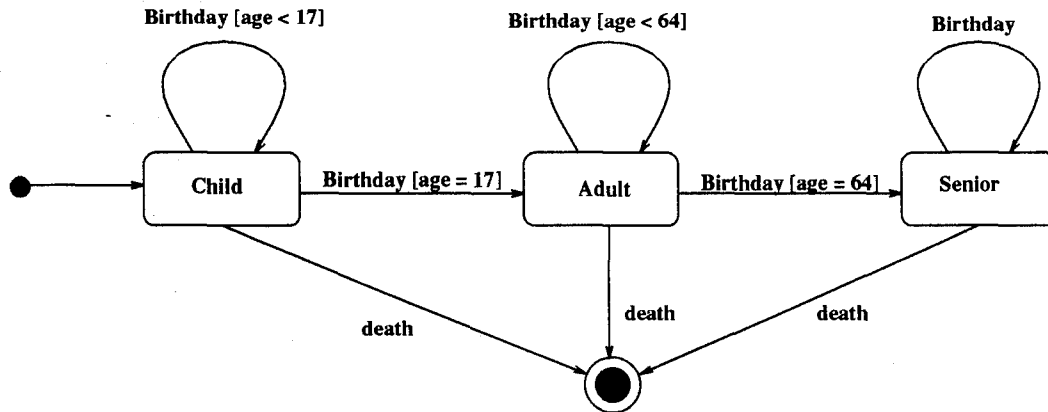 Birthday [age < 17]
Birthday [age < 64]
Birthday
Child
Birthday [age = 17]
Adult
Birthday [age = 64]
Senior
death
death
death